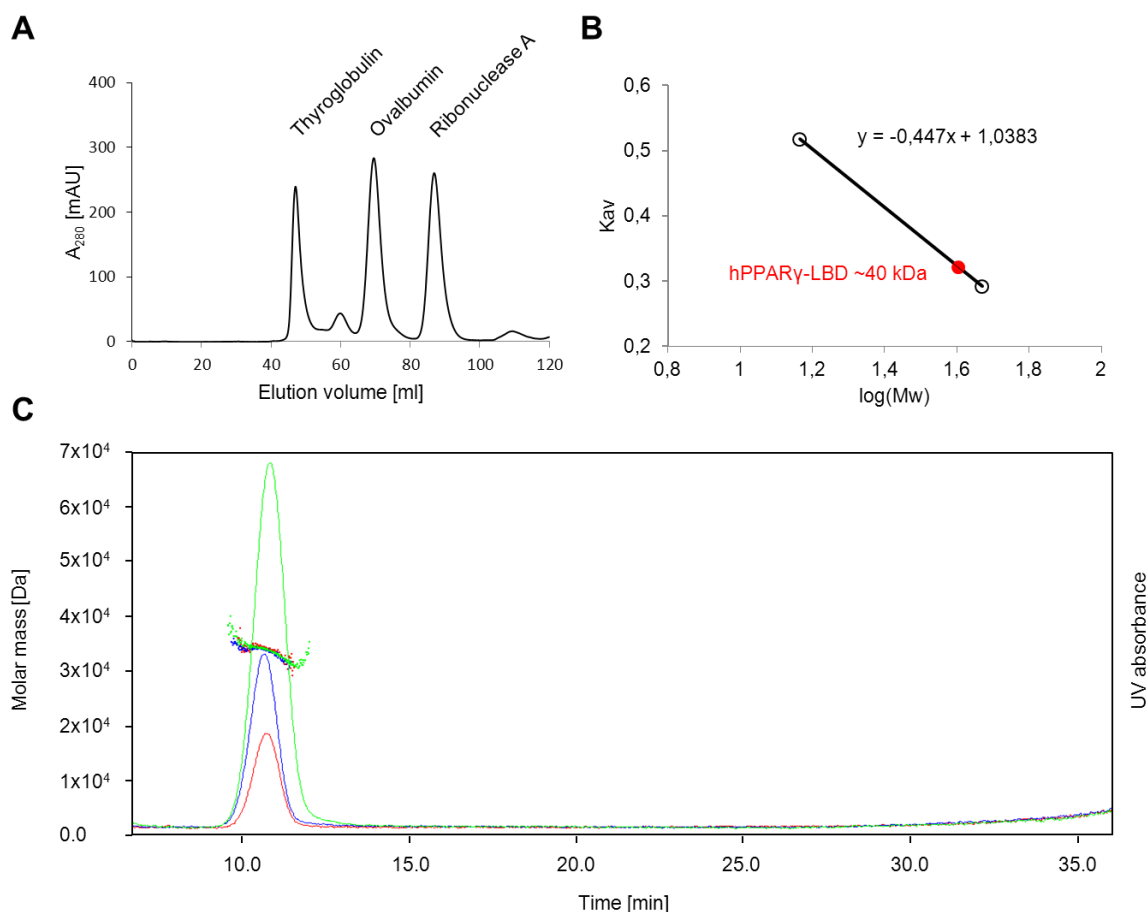 A
Thyroglobulin
Ovalbumin
Ribonuclease A
400
300
200
100
0
A₂₈₀ [mAU]
0 20 40 60 80 100 120
Elution volume [ml]
B
0,6
0,5
0,4
0,3
0,2
Kav
y = -0,447x + 1,0383
hPPARγ-LBD ~40 kDa
0,8 1 1,2 1,4 1,6 1,8 2
log(Mw)
C
7x10⁴
6x10⁴
5x10⁴
4x10⁴
3x10⁴
2x10⁴
1x10⁴
0.0
Molar mass [Da]
UV absorbance
10.0 15.0 20.0 25.0 30.0 35.0
Time [min]